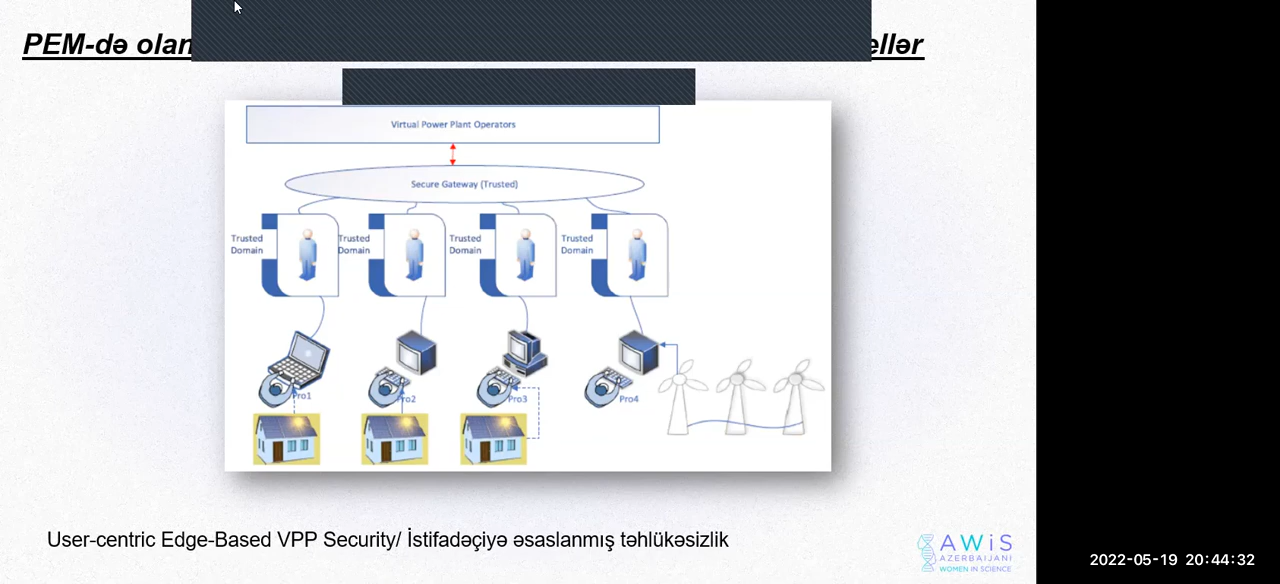 PEM-də olan
Virtual Power Plant Operators
Secure Gateway (Trusted)
Trusted
Domain
Trusted
Domain
Trusted
Domain
Trusted
Domain
Pro1
Pro2
Pro3
Pro4
User-centric Edge-Based VPP Security/ İstifadəçiyə əsaslanmış təhlükəsizlik
AWiS
AZERBAIJANI
WOMEN IN SCIENCE
2022-05-19 20:44:32